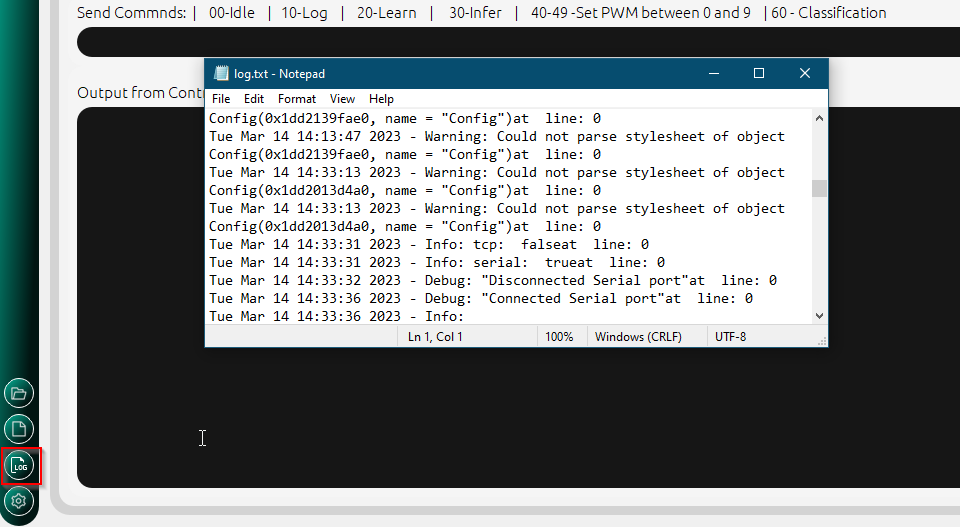 Send Commnds: | 00-Idle | 10-Log | 20-Learn | 30-Infer | 40-49 -Set PWM between 0 and 9 | 60 - Classification
log.txt - Notepad
Output from Contr
File Edit Format View Help
Config(0x1dd2139fae0, name = "Config")at  line: 0
Tue Mar 14 14:13:47 2023 - Warning: Could not parse stylesheet of object
Config(0x1dd2139fae0, name = "Config")at  line: 0
Tue Mar 14 14:33:13 2023 - Warning: Could not parse stylesheet of object
Config(0x1dd2013d4a0, name = "Config")at  line: 0
Tue Mar 14 14:33:13 2023 - Warning: Could not parse stylesheet of object
Config(0x1dd2013d4a0, name = "Config")at  line: 0
Tue Mar 14 14:33:31 2023 - Info: tcp:  falseat  line: 0
Tue Mar 14 14:33:31 2023 - Info: serial:  trueat  line: 0
Tue Mar 14 14:33:32 2023 - Debug: "Disconnected Serial port"at  line: 0
Tue Mar 14 14:33:36 2023 - Debug: "Connected Serial port"at  line: 0
Tue Mar 14 14:33:36 2023 - Info:
Ln 1, Col 1 100% Windows (CRLF) UTF-8
LOG